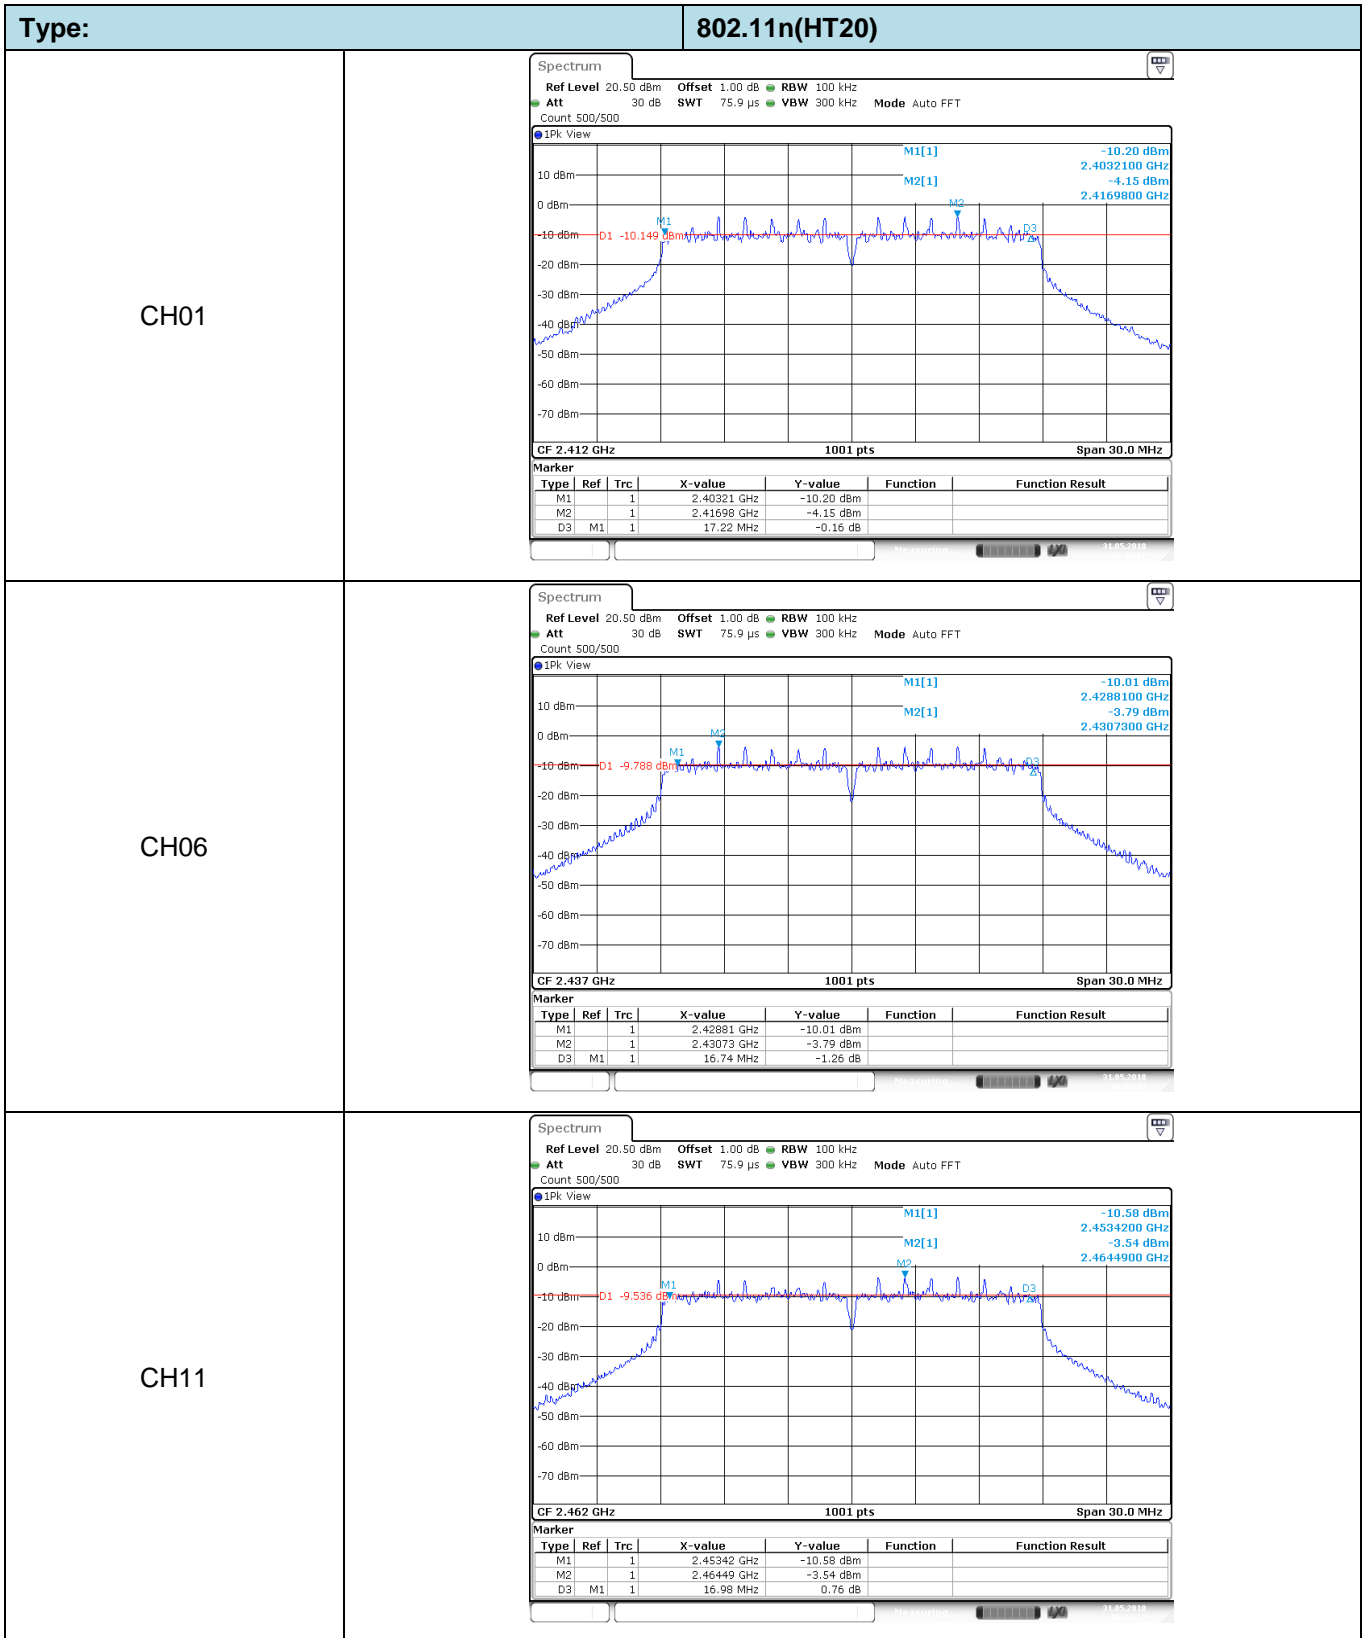 Type: 802.11n(HT20)
CH01
Spectrum
Ref Level 20.50 dBm Offset 1.00 dB RBW 100 kHz
Att 30 dB SWT 75.9 µs VBW 300 kHz Mode Auto FFT
Count 500/500
1Pk View
M1[1] -10.20 dBm
2.4032100 GHz
10 dBm
M2[1] -4.15 dBm
2.4169800 GHz
0 dBm
M2
M1
D3
-10 dBm
D1 -10.149 dBm
-20 dBm
-30 dBm
-40 dBm
-50 dBm
-60 dBm
-70 dBm
CF 2.412 GHz 1001 pts Span 30.0 MHz
Marker
Type Ref Trc X-value Y-value Function Function Result
M1 1 2.40321 GHz -10.20 dBm
M2 1 2.41698 GHz -4.15 dBm
D3 M1 1 17.22 MHz -0.16 dB
Measuring 31.05.2018
CH06
Spectrum
Ref Level 20.50 dBm Offset 1.00 dB RBW 100 kHz
Att 30 dB SWT 75.9 µs VBW 300 kHz Mode Auto FFT
Count 500/500
1Pk View
M1[1] -10.01 dBm
2.4288100 GHz
10 dBm
M2[1] -3.79 dBm
2.4307300 GHz
0 dBm
M2
M1
D3
-10 dBm
D1 -9.788 dBm
-20 dBm
-30 dBm
-40 dBm
-50 dBm
-60 dBm
-70 dBm
CF 2.437 GHz 1001 pts Span 30.0 MHz
Marker
Type Ref Trc X-value Y-value Function Function Result
M1 1 2.42881 GHz -10.01 dBm
M2 1 2.43073 GHz -3.79 dBm
D3 M1 1 16.74 MHz -1.26 dB
Measuring 31.05.2018
CH11
Spectrum
Ref Level 20.50 dBm Offset 1.00 dB RBW 100 kHz
Att 30 dB SWT 75.9 µs VBW 300 kHz Mode Auto FFT
Count 500/500
1Pk View
M1[1] -10.58 dBm
2.4534200 GHz
10 dBm
M2[1] -3.54 dBm
2.4644900 GHz
0 dBm
M2
M1
D3
-10 dBm
D1 -9.536 dBm
-20 dBm
-30 dBm
-40 dBm
-50 dBm
-60 dBm
-70 dBm
CF 2.462 GHz 1001 pts Span 30.0 MHz
Marker
Type Ref Trc X-value Y-value Function Function Result
M1 1 2.45342 GHz -10.58 dBm
M2 1 2.46449 GHz -3.54 dBm
D3 M1 1 16.98 MHz 0.76 dB
Measuring 31.05.2018